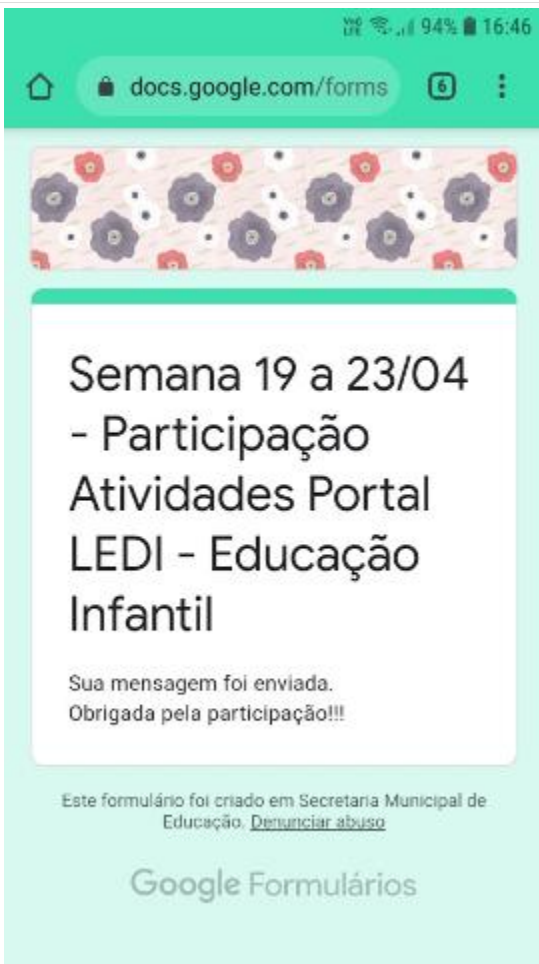 Vo) LTE 94% 16:46
docs.google.com/forms 6
Semana 19 a 23/04
- Participação
Atividades Portal
LEDI - Educação
Infantil
Sua mensagem foi enviada.
Obrigada pela participação!!!
Este formulário foi criado em Secretaria Municipal de
Educação. Denunciar abuso
Google Formulários